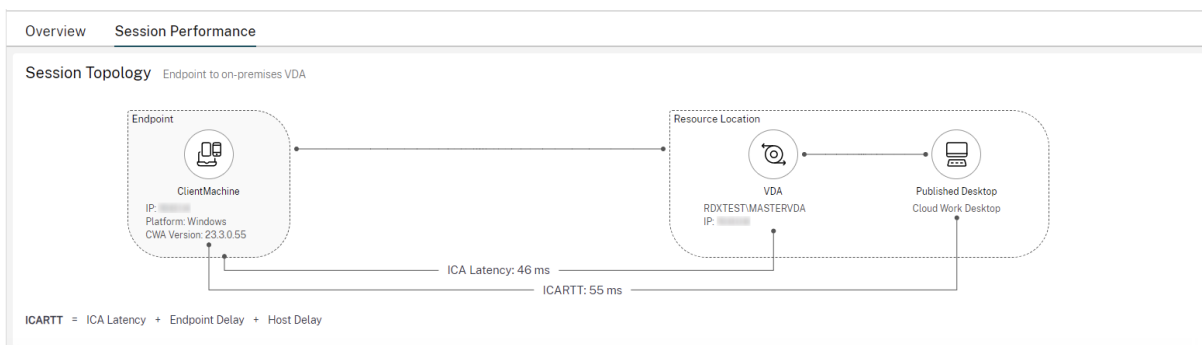 Overview Session Performance
Session Topology Endpoint to on-premises VDA
Endpoint
ClientMachine
IP:
Platform: Windows
CWA Version: 23.3.0.55
Resource Location
VDA
RDXTEST\MASTERVDA
IP:
Published Desktop
Cloud Work Desktop
ICA Latency: 46 ms
ICARTT: 55 ms
ICARTT = ICA Latency + Endpoint Delay + Host Delay